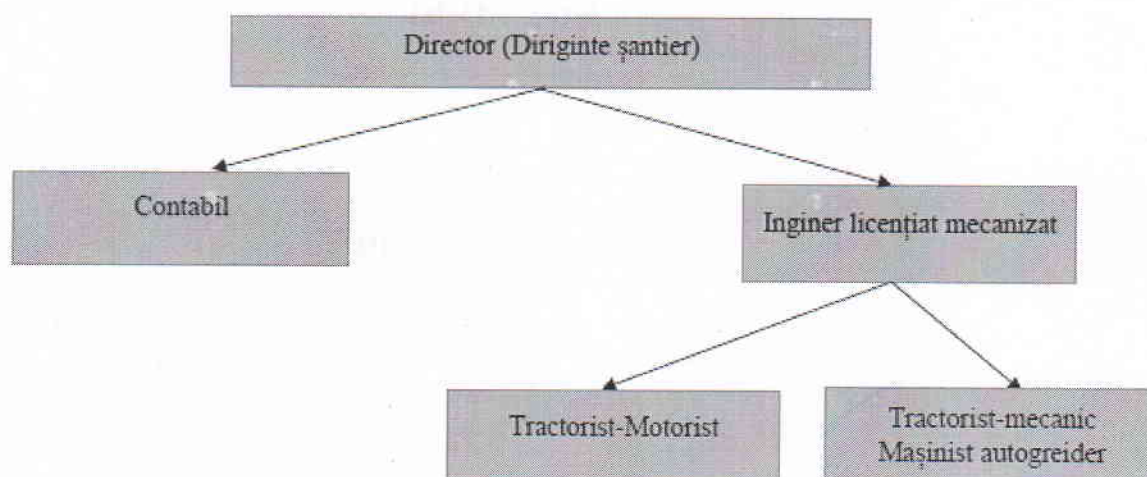 Director (Diriginte șantier)
Contabil
Inginer licențiat mecanizat
Tractorist-Motorist
Tractorist-mecanic
Mașinist autogreider